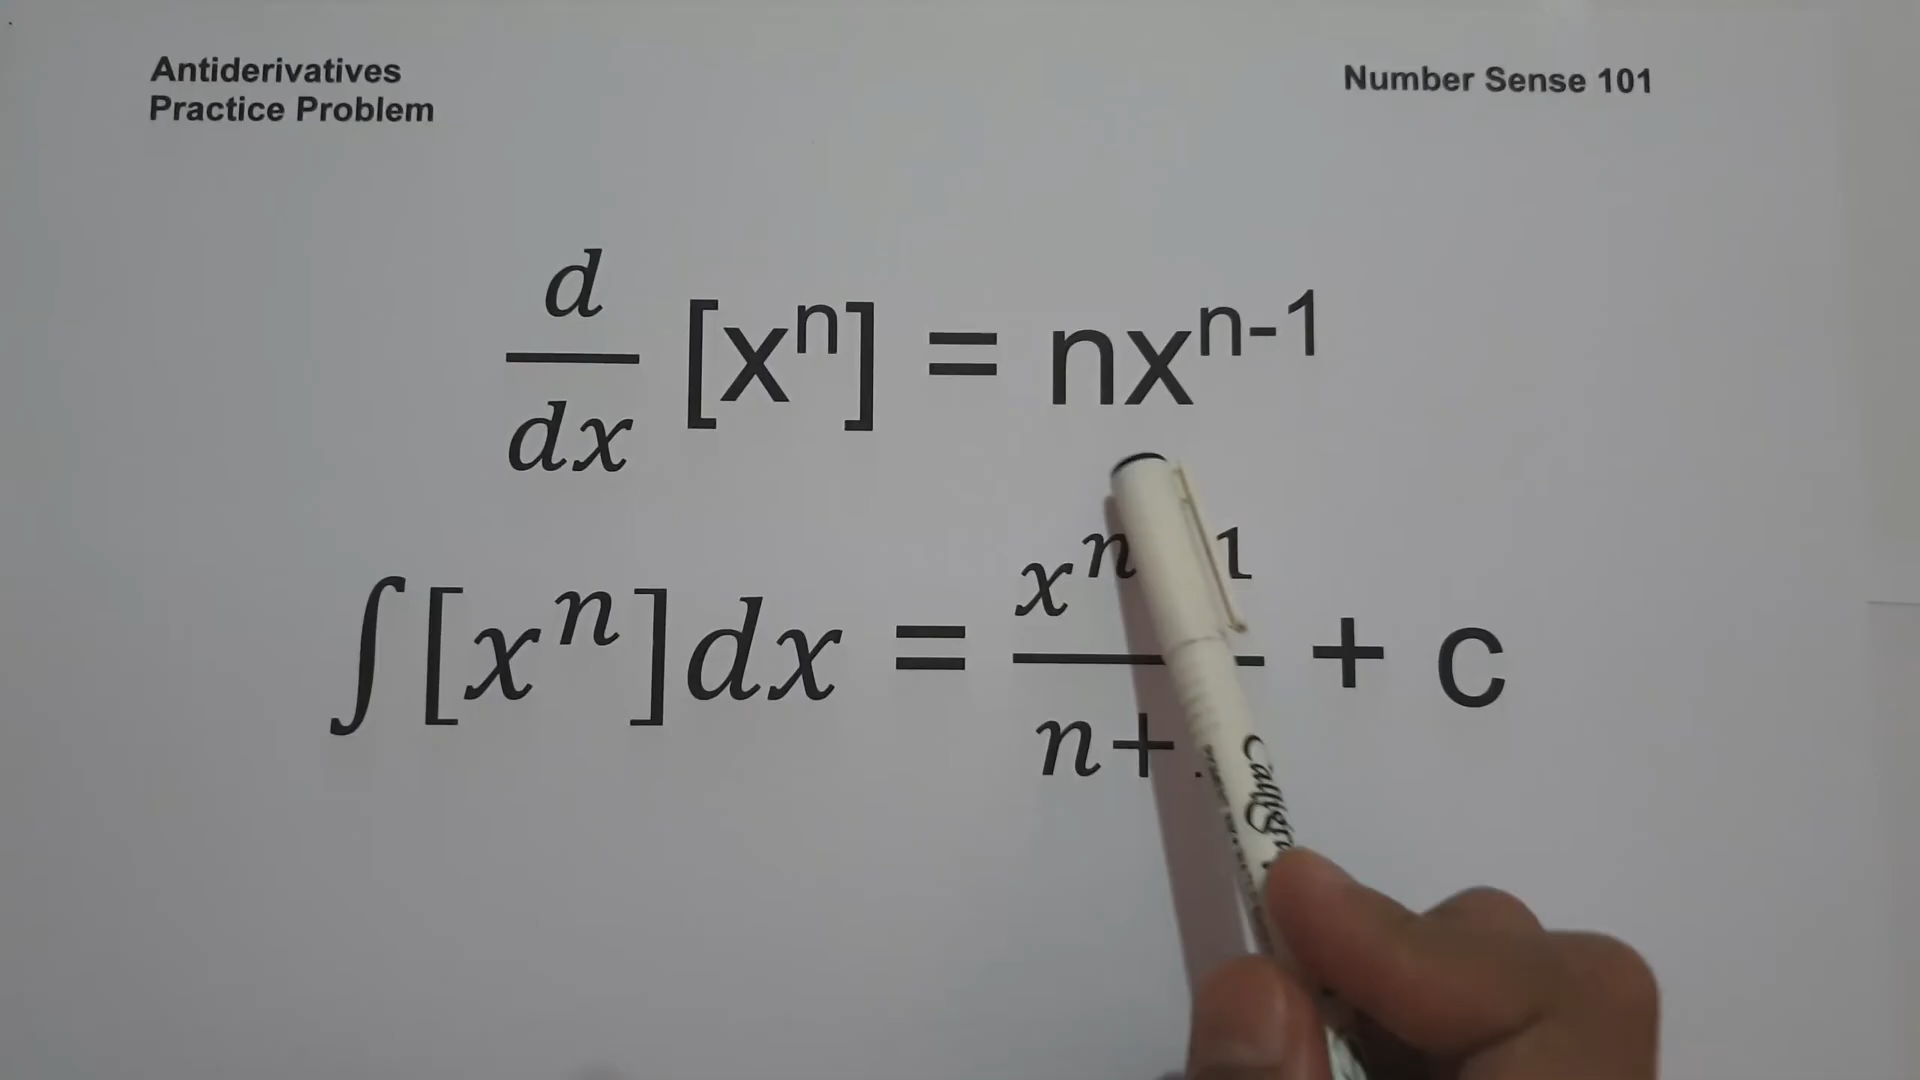 Antiderivatives
Practice Problem
Number Sense 101
d/dx [xⁿ] = nxⁿ⁻¹
∫[xⁿ]dx = xⁿ 1/n+ + c